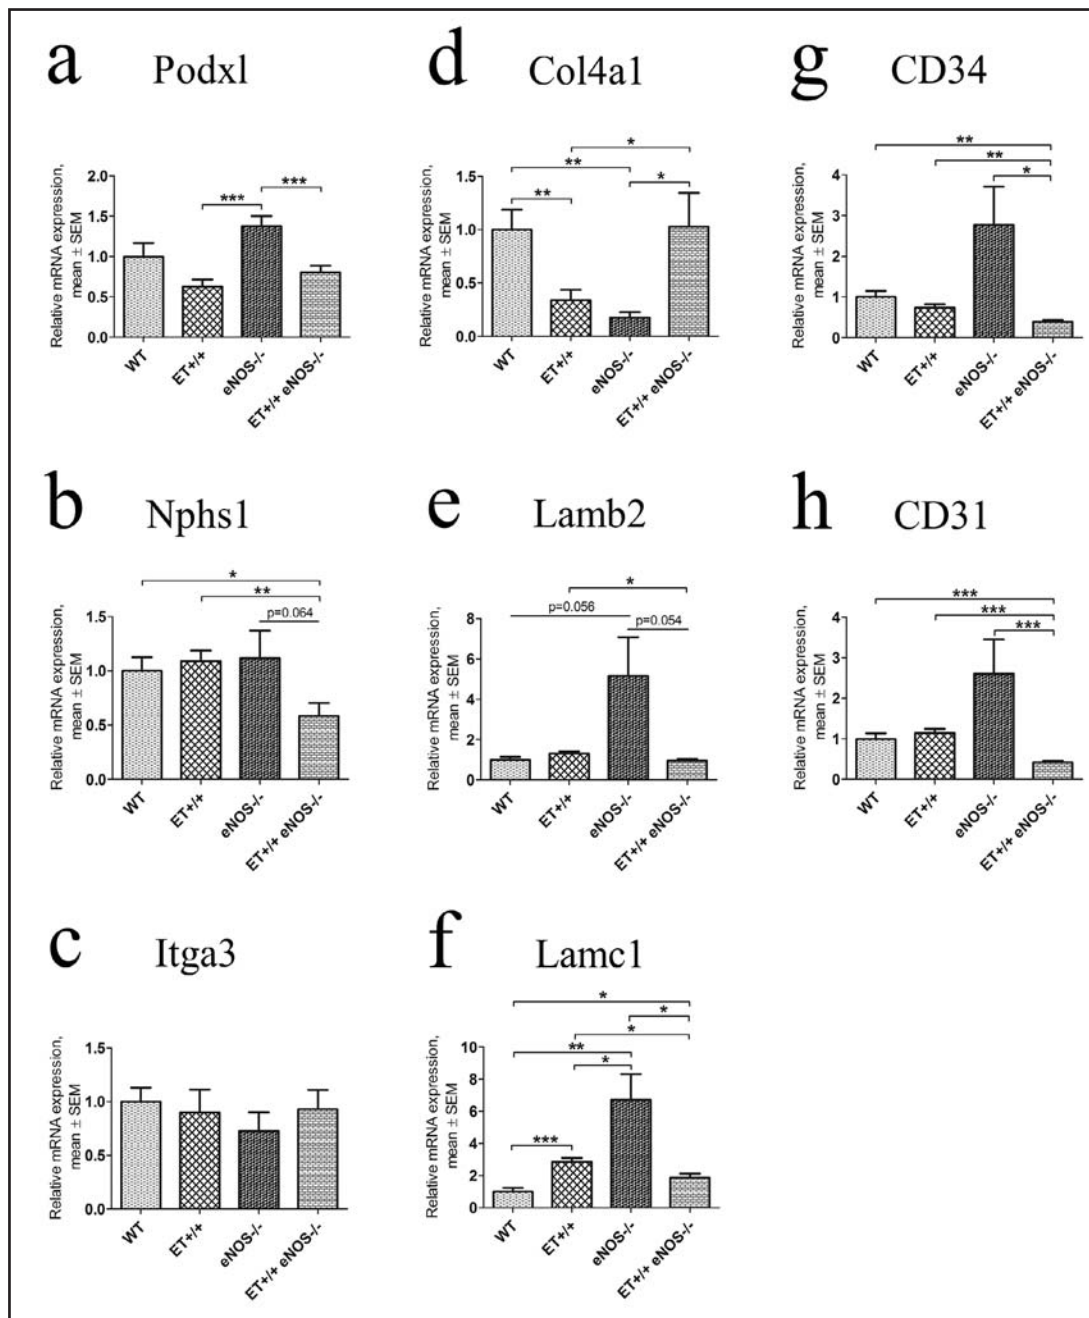 a Podxl
Relative mRNA expression,
mean ± SEM
2.0
1.5
1.0
0.5
0.0
*** ***
WT ET+/+ eNOS-/- ET+/+ eNOS-/-
d Col4a1
Relative mRNA expression,
mean ± SEM
1.5
1.0
0.5
0.0
*
**
** *
WT ET+/+ eNOS-/- ET+/+ eNOS-/-
g CD34
Relative mRNA expression,
mean ± SEM
4
3
2
1
0
**
**
*
WT ET+/+ eNOS-/- ET+/+ eNOS-/-
b Nphs1
Relative mRNA expression,
mean ± SEM
1.5
1.0
0.5
0.0
*
**
p=0.064
WT ET+/+ eNOS-/- ET+/+ eNOS-/-
e Lamb2
Relative mRNA expression,
mean ± SEM
8
6
4
2
0
*
p=0.056
p=0.054
WT ET+/+ eNOS-/- ET+/+ eNOS-/-
h CD31
Relative mRNA expression,
mean ± SEM
4
3
2
1
0
***
***
***
WT ET+/+ eNOS-/- ET+/+ eNOS-/-
c Itga3
Relative mRNA expression,
mean ± SEM
1.5
1.0
0.5
0.0
WT ET+/+ eNOS-/- ET+/+ eNOS-/-
f Lamc1
Relative mRNA expression,
mean ± SEM
10
8
6
4
2
0
*
*
*
**
*
***
WT ET+/+ eNOS-/- ET+/+ eNOS-/-